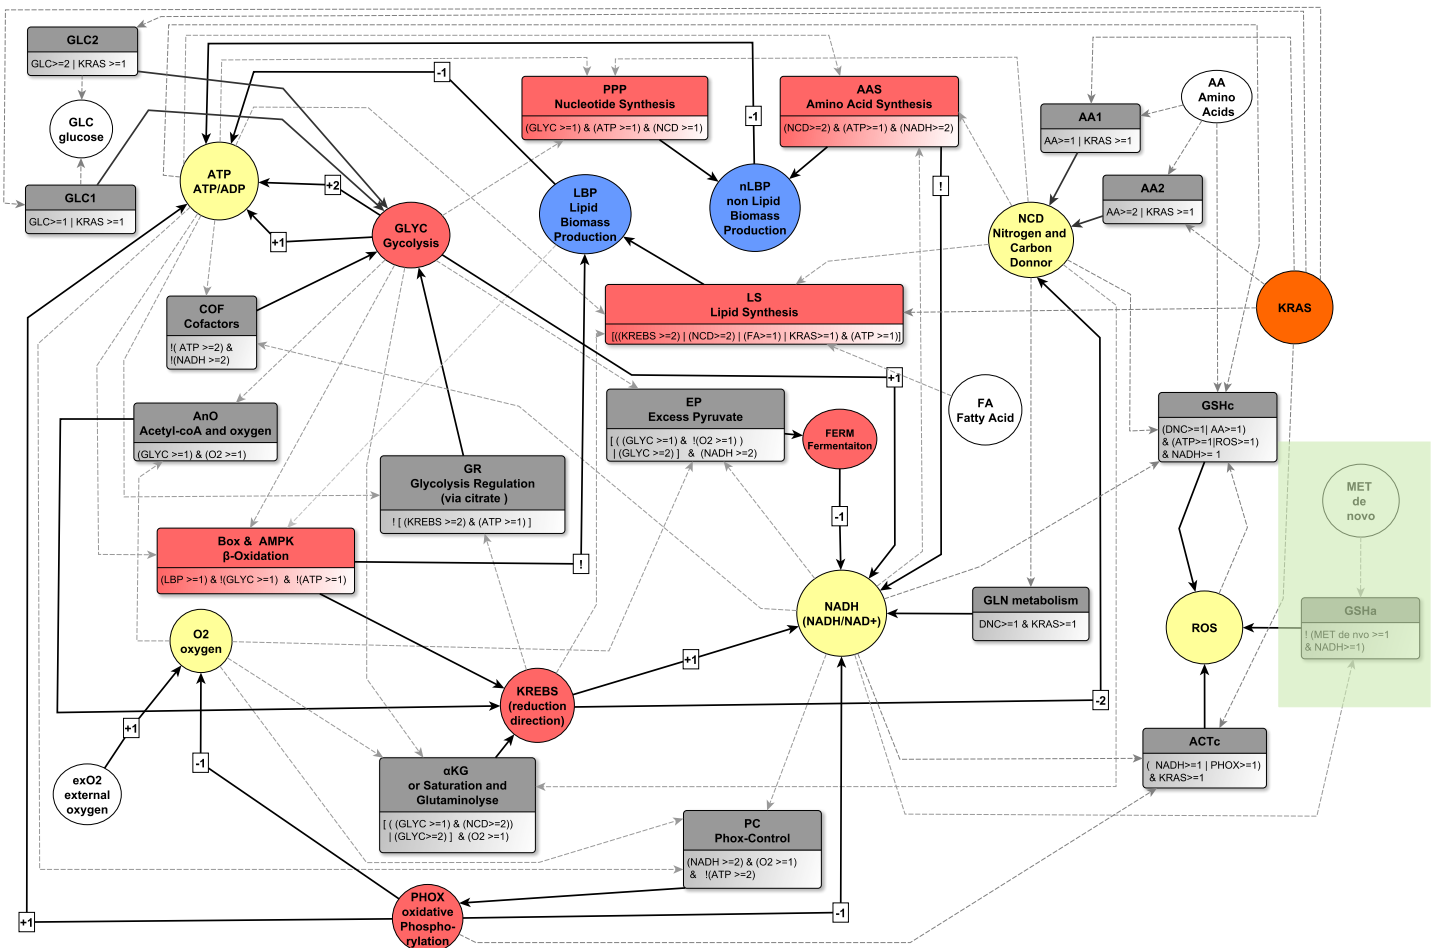 GLC2
GLC>=2 | KRAS >=1
GLC
glucose
GLC1
GLC>=1 | KRAS >=1
ATP
ATP/ADP
-1
+2
+1
GLYC
Gycolysis
PPP
Nucleotide Synthesis
(GLYC >=1) & (ATP >=1) & (NCD >=1)
AAS
Amino Acid Synthesis
(NCD>=2) & (ATP>=1) & (NADH>=2)
-1
!
LBP
Lipid
Biomass
Production
nLBP
non Lipid
Biomass
Production
AA1
AA>=1 | KRAS >=1
AA
Amino
Acids
AA2
AA>=2 | KRAS >=1
NCD
Nitrogen and
Carbon
Donnor
KRAS
COF
Cofactors
!( ATP >=2) &
!(NADH >=2)
LS
Lipid Synthesis
[((KREBS >=2) | (NCD>=2) | (FA>=1) | KRAS>=1) & (ATP >=1)]
+1
AnO
Acetyl-coA and oxygen
(GLYC >=1) & (O2 >=1)
EP
Excess Pyruvate
[ ( (GLYC >=1) &  !(O2 >=1) )
| (GLYC >=2) ]  & (NADH >=2)
FERM
Fermentaiton
FA
Fatty Acid
GSHc
(DNC>=1| AA>=1)
& (ATP>=1|ROS>=1)
& NADH>= 1
GR
Glycolysis Regulation
(via citrate )
! [ (KREBS >=2) & (ATP >=1) ]
-1
MET
de
novo
Box &  AMPK
β-Oxidation
(LBP >=1) & !(GLYC >=1)  &  !(ATP >=1)
!
NADH
(NADH/NAD+)
GLN metabolism
DNC>=1 & KRAS>=1
ROS
GSHa
! (MET de nvo >=1
& NADH>=1)
O2
oxygen
+1
KREBS
(reduction
direction)
-2
+1
-1
exO2
external
oxygen
αKG
or Saturation and
Glutaminolyse
[ ( (GLYC >=1) & (NCD>=2))
| (GLYC>=2) ]  & (O2 >=1)
ACTc
(  NADH>=1 | PHOX>=1)
& KRAS>=1
PC
Phox-Control
(NADH >=2) & (O2 >=1)
&  !(ATP >=2)
PHOX
oxidative
Phospho-
rylation
+1
-1